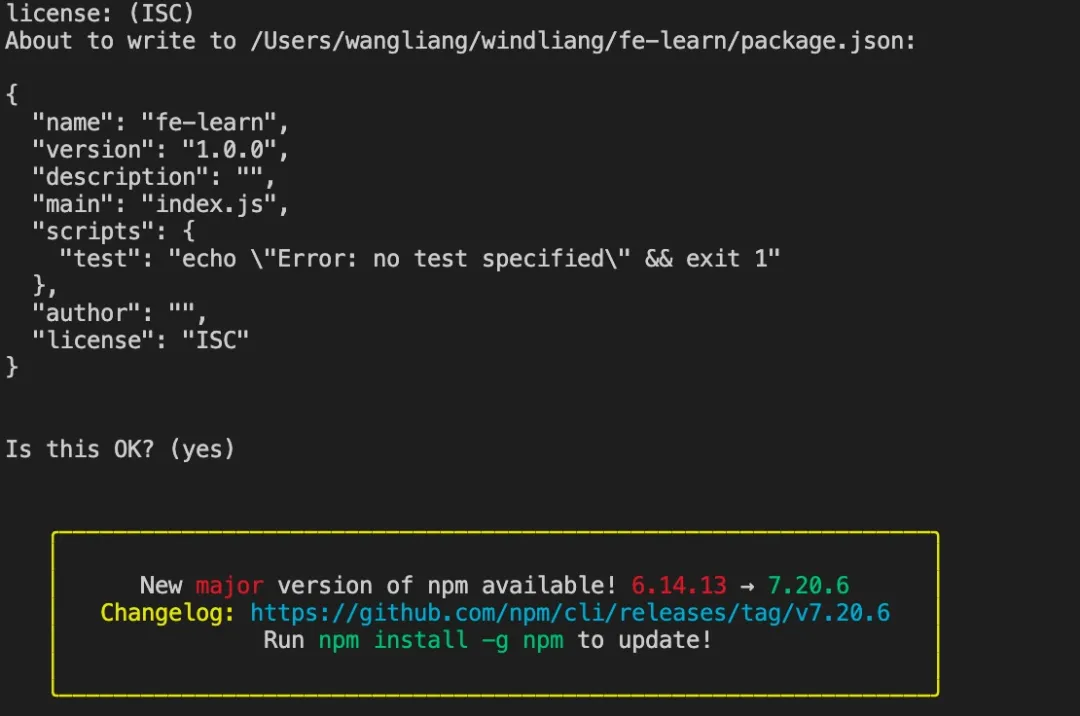 license: (ISC)
About to write to /Users/wangliang/windliang/fe-learn/package.json:
{
  "name": "fe-learn",
  "version": "1.0.0",
  "description": "",
  "main": "index.js",
  "scripts": {
    "test": "echo \"Error: no test specified\" && exit 1"
  },
  "author": "",
  "license": "ISC"
}
Is this OK? (yes)
New major version of npm available! 6.14.13 → 7.20.6
Changelog: https://github.com/npm/cli/releases/tag/v7.20.6
Run npm install -g npm to update!